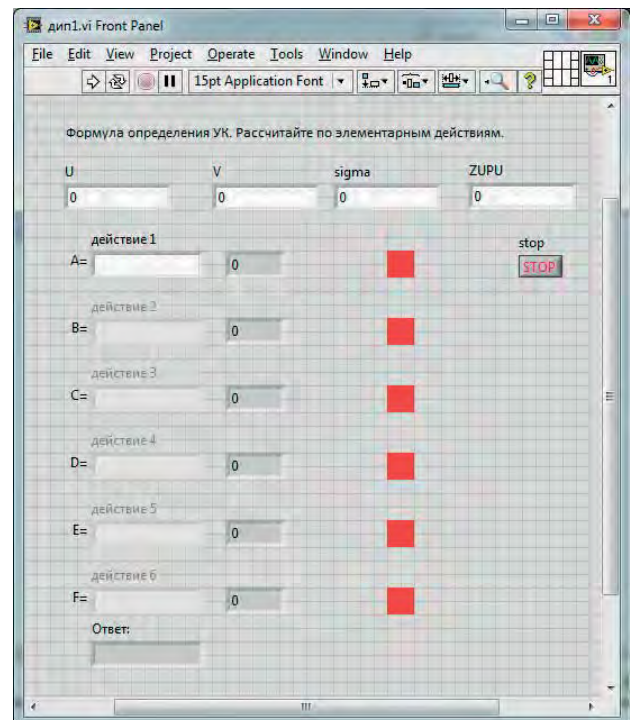 дип1.vi Front Panel
File Edit View Project Operate Tools Window Help
15pt Application Font
1
Формула определения УК. Рассчитайте по элементарным действиям.
U V sigma ZUPU
0 0 0 0
действие 1 stop
A= 0 STOP
действие 2
B= 0
действие 3
C= 0
действие 4
D= 0
действие 5
E= 0
действие 6
F= 0
Ответ: